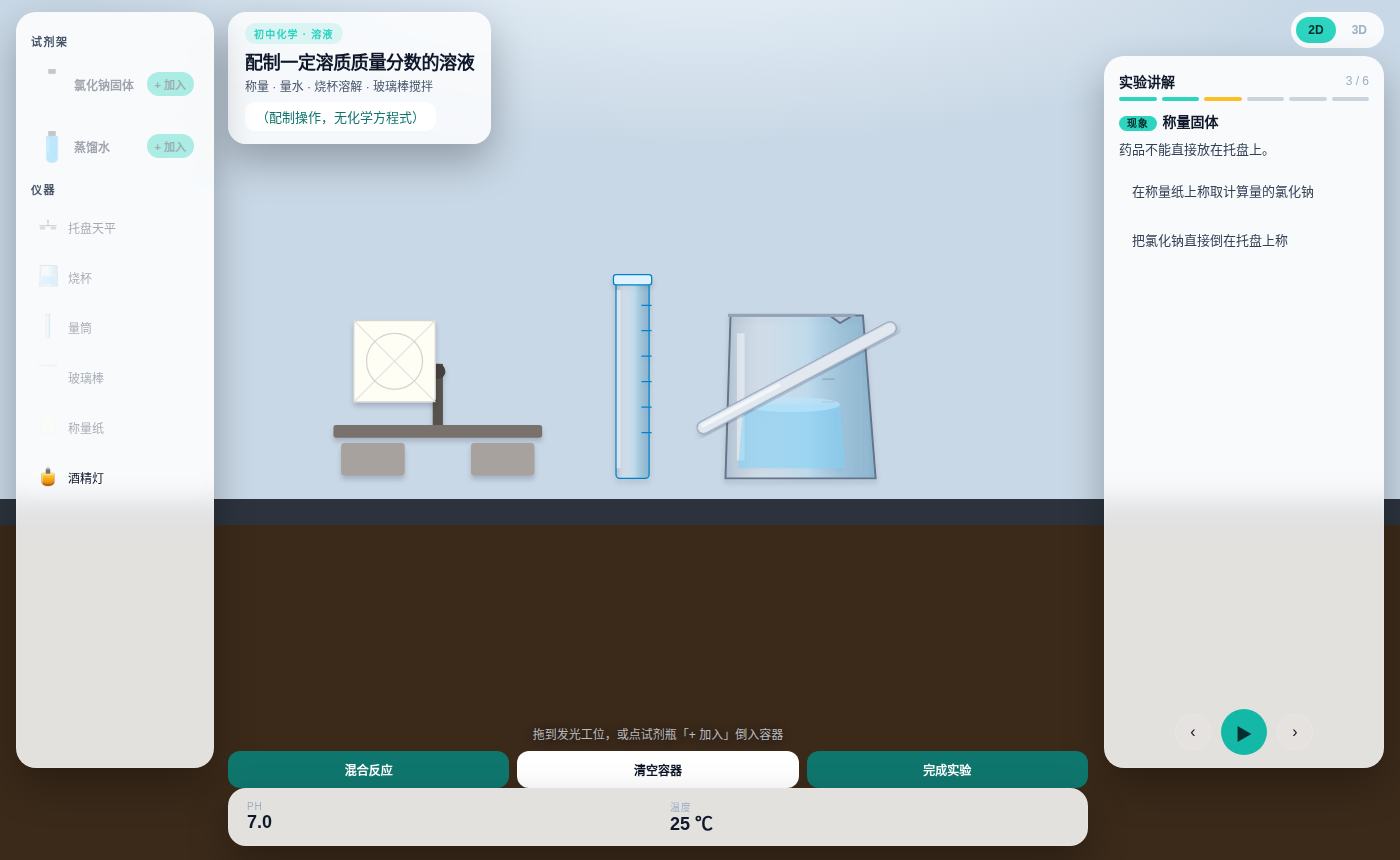 试剂架
氯化钠固体
+ 加入
蒸馏水
+ 加入
仪器
托盘天平
烧杯
量筒
玻璃棒
称量纸
酒精灯
初中化学 · 溶液
配制一定溶质质量分数的溶液
称量 · 量水 · 烧杯溶解 · 玻璃棒搅拌
（配制操作，无化学方程式）
2D
3D
实验讲解
3 / 6
现象
称量固体
药品不能直接放在托盘上。
在称量纸上称取计算量的氯化钠
把氯化钠直接倒在托盘上称
拖到发光工位，或点试剂瓶「+ 加入」倒入容器
混合反应
清空容器
完成实验
PH
7.0
温度
25 ℃